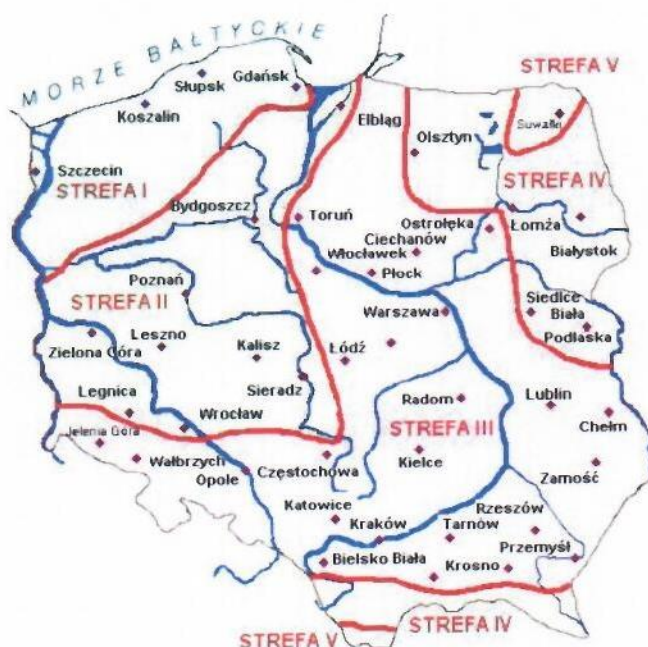 MORZE BAŁTYCKIE
STREFA V
Słupsk
Gdańsk
Koszalin
Elbląg
Suwałki
Olsztyn
Szczecin
STREFA I
STREFA IV
Bydgoszcz
Toruń
Ostrołęka
Łomża
Ciechanów
Białystok
Włocławek
Płock
Poznań
STREFA II
Warszawa
Siedlce
Biała
Podlaska
Leszno
Zielona Góra
Kalisz
Łódź
Sieradz
Legnica
Radom
Lublin
Wrocław
STREFA III
Chełm
Jelenia Góra
Wałbrzych
Opole
Częstochowa
Kielce
Zamość
Katowice
Rzeszów
Kraków
Tarnów
Przemyśl
Bielsko Biała
Krosno
STREFA IV
STREFA V